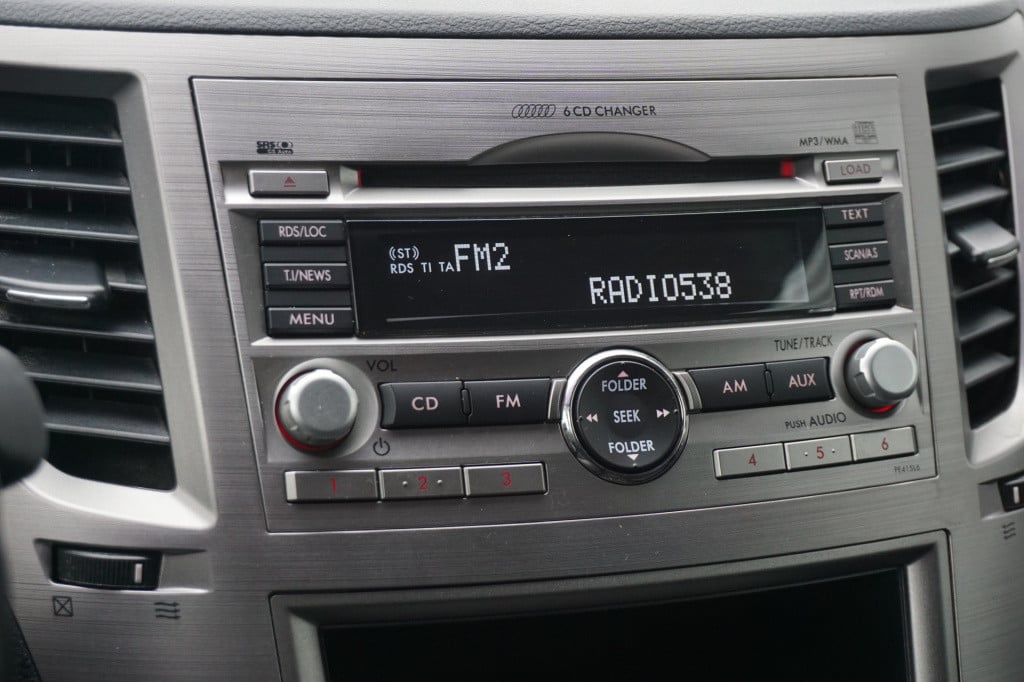 6 CD CHANGER
SRS
MP3/WMA
LOAD
RDS/LOC
TEXT
(ST) FM2
RDS TI TA
T.I/NEWS
SCAN/A.S
RADIO538
MENU
RPT/RDM
VOL
TUNE/TRACK
FOLDER
CD
FM
SEEK
AM
AUX
FOLDER
PUSH AUDIO
1
2
3
4
5
6
PE415L6